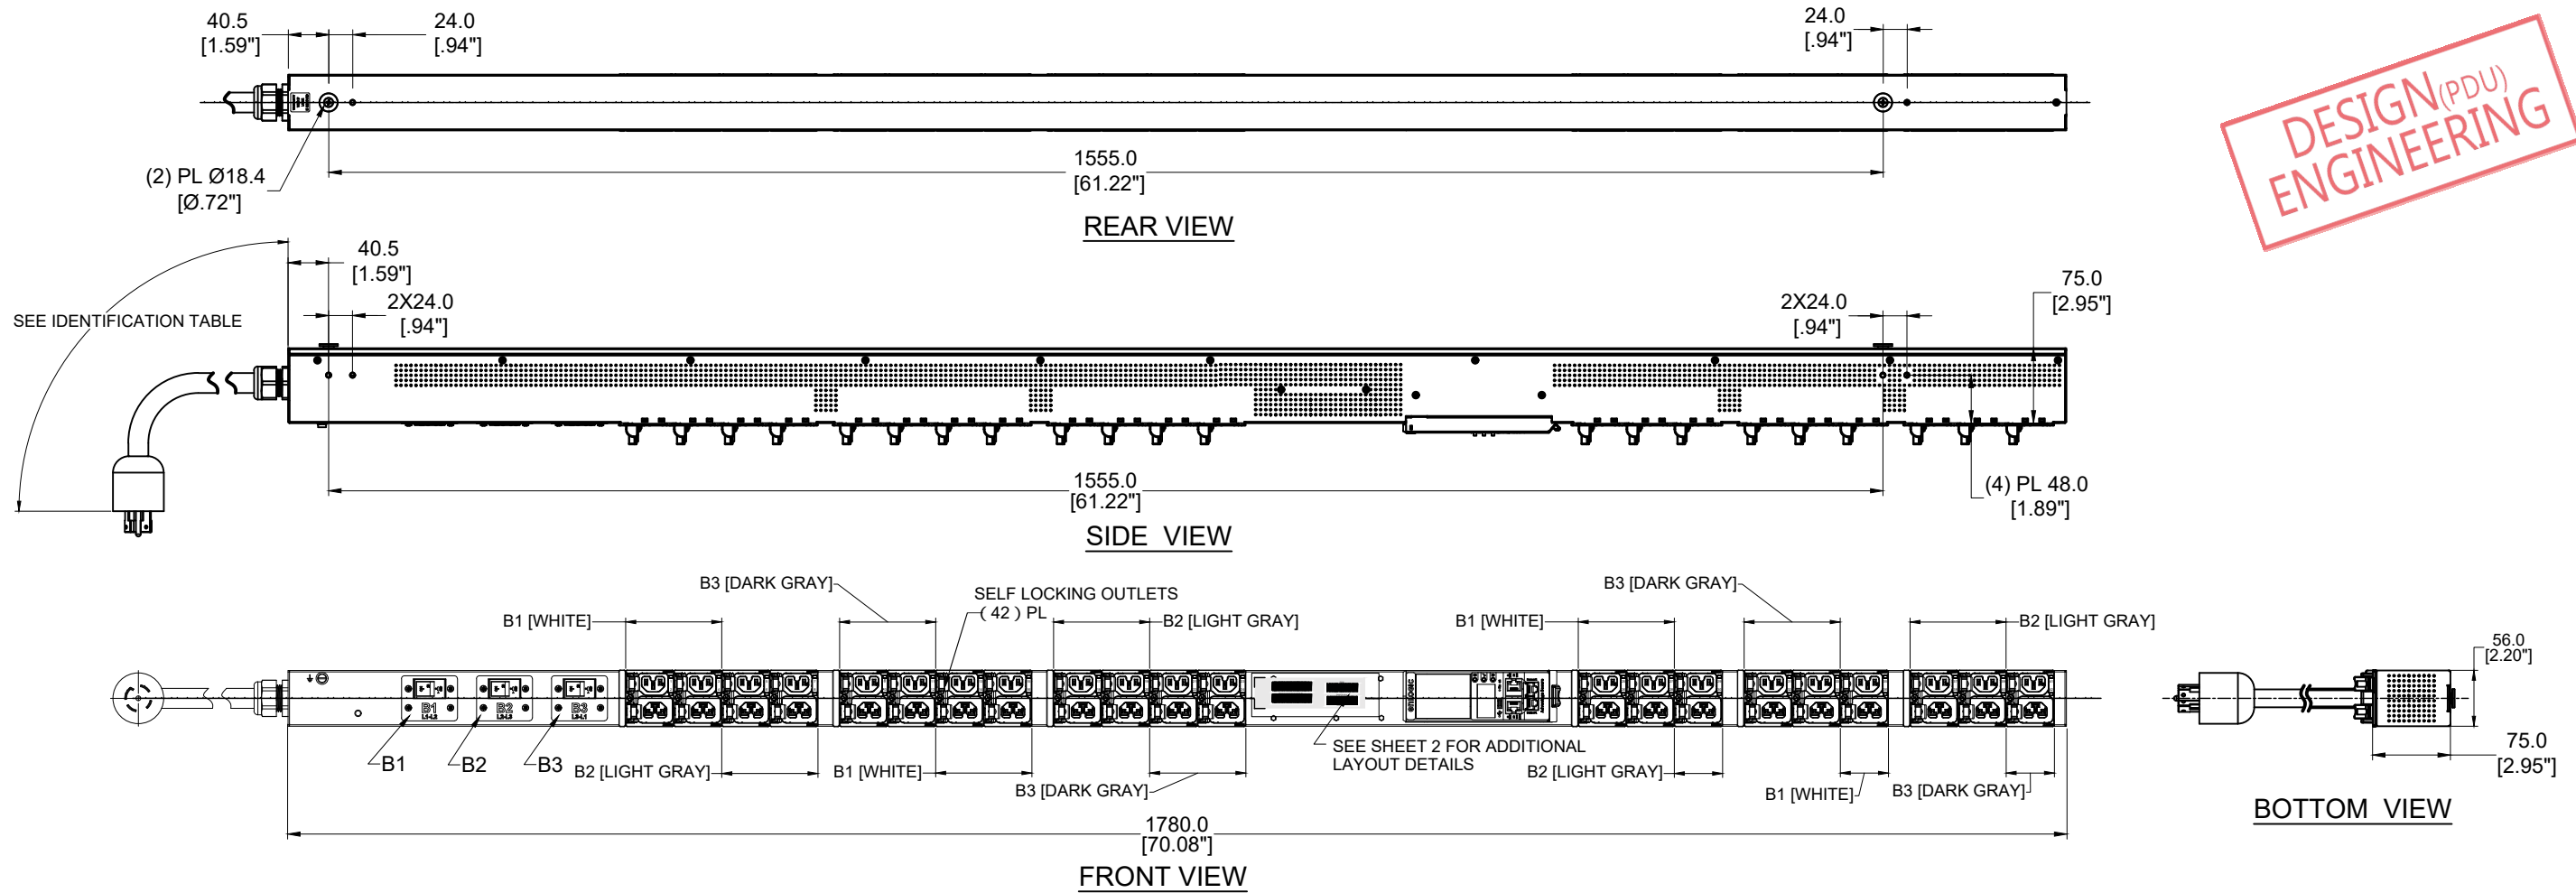 40.5
[1.59"]
24.0
[.94"]
24.0
[.94"]
DESIGN(PDU)
ENGINEERING
(2) PL Ø18.4
[Ø.72"]
1555.0
[61.22"]
REAR VIEW
40.5
[1.59"]
2X24.0
[.94"]
2X24.0
[.94"]
75.0
[2.95"]
SEE IDENTIFICATION TABLE
1555.0
[61.22"]
(4) PL 48.0
[1.89"]
SIDE VIEW
B3 [DARK GRAY]
SELF LOCKING OUTLETS
( 42 ) PL
B3 [DARK GRAY]
B1 [WHITE]
B2 [LIGHT GRAY]
B1 [WHITE]
B2 [LIGHT GRAY]
56.0
[2.20"]
B1
L1-L2
B2
L2-L3
B3
L3-L1
B1
B2
B3
B2 [LIGHT GRAY]
B1 [WHITE]
B3 [DARK GRAY]
SEE SHEET 2 FOR ADDITIONAL
LAYOUT DETAILS
B2 [LIGHT GRAY]
B1 [WHITE]
B3 [DARK GRAY]
75.0
[2.95"]
BOTTOM VIEW
1780.0
[70.08"]
FRONT VIEW